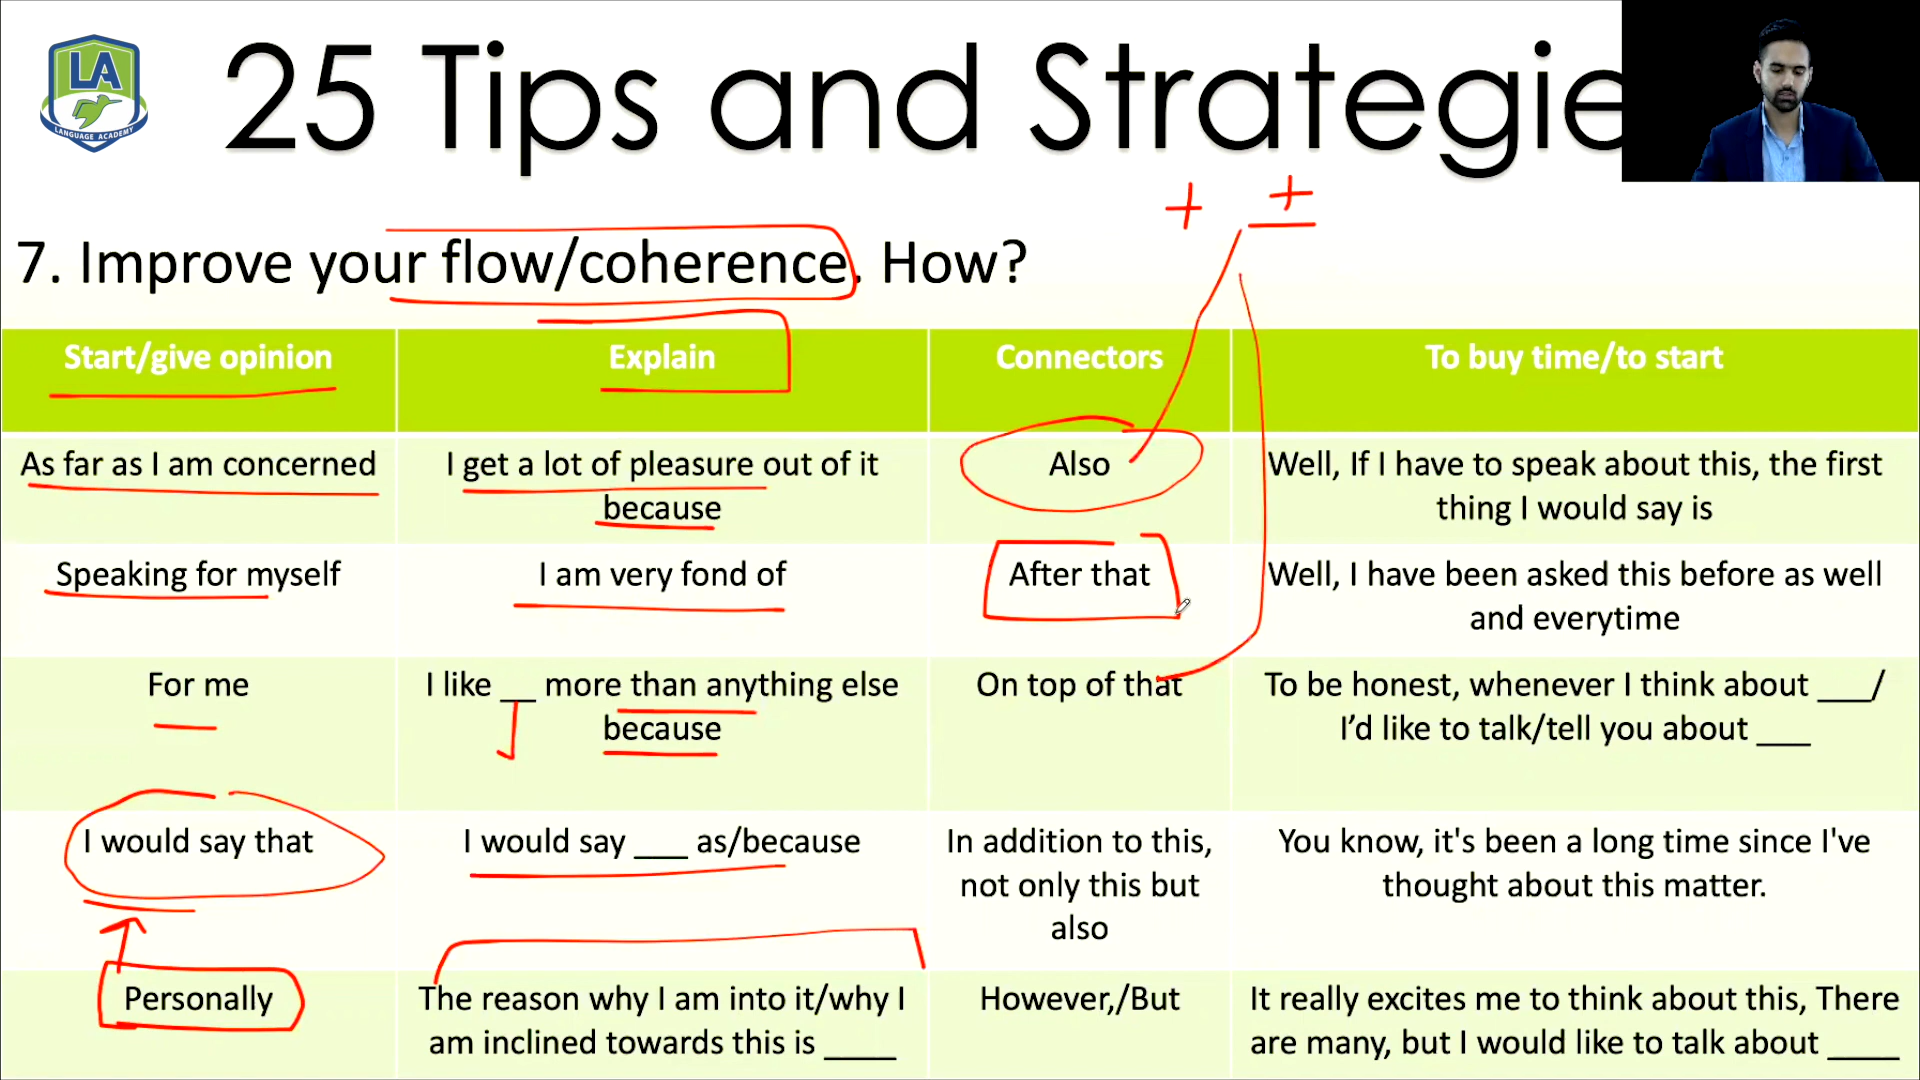 LA
LANGUAGE ACADEMY
25 Tips and Strategie
+ +
7. Improve your flow/coherence. How?
Start/give opinion
Explain
Connectors
To buy time/to start
As far as I am concerned
I get a lot of pleasure out of it
because
Also
Well, If I have to speak about this, the first
thing I would say is
Speaking for myself
I am very fond of
After that
Well, I have been asked this before as well
and everytime
For me
I like __ more than anything else
because
On top of that
To be honest, whenever I think about ___/
I’d like to talk/tell you about ___
I would say that
I would say ___ as/because
In addition to this,
not only this but
also
You know, it's been a long time since I've
thought about this matter.
Personally
The reason why I am into it/why I
am inclined towards this is ____
However,/But
It really excites me to think about this, There
are many, but I would like to talk about ____